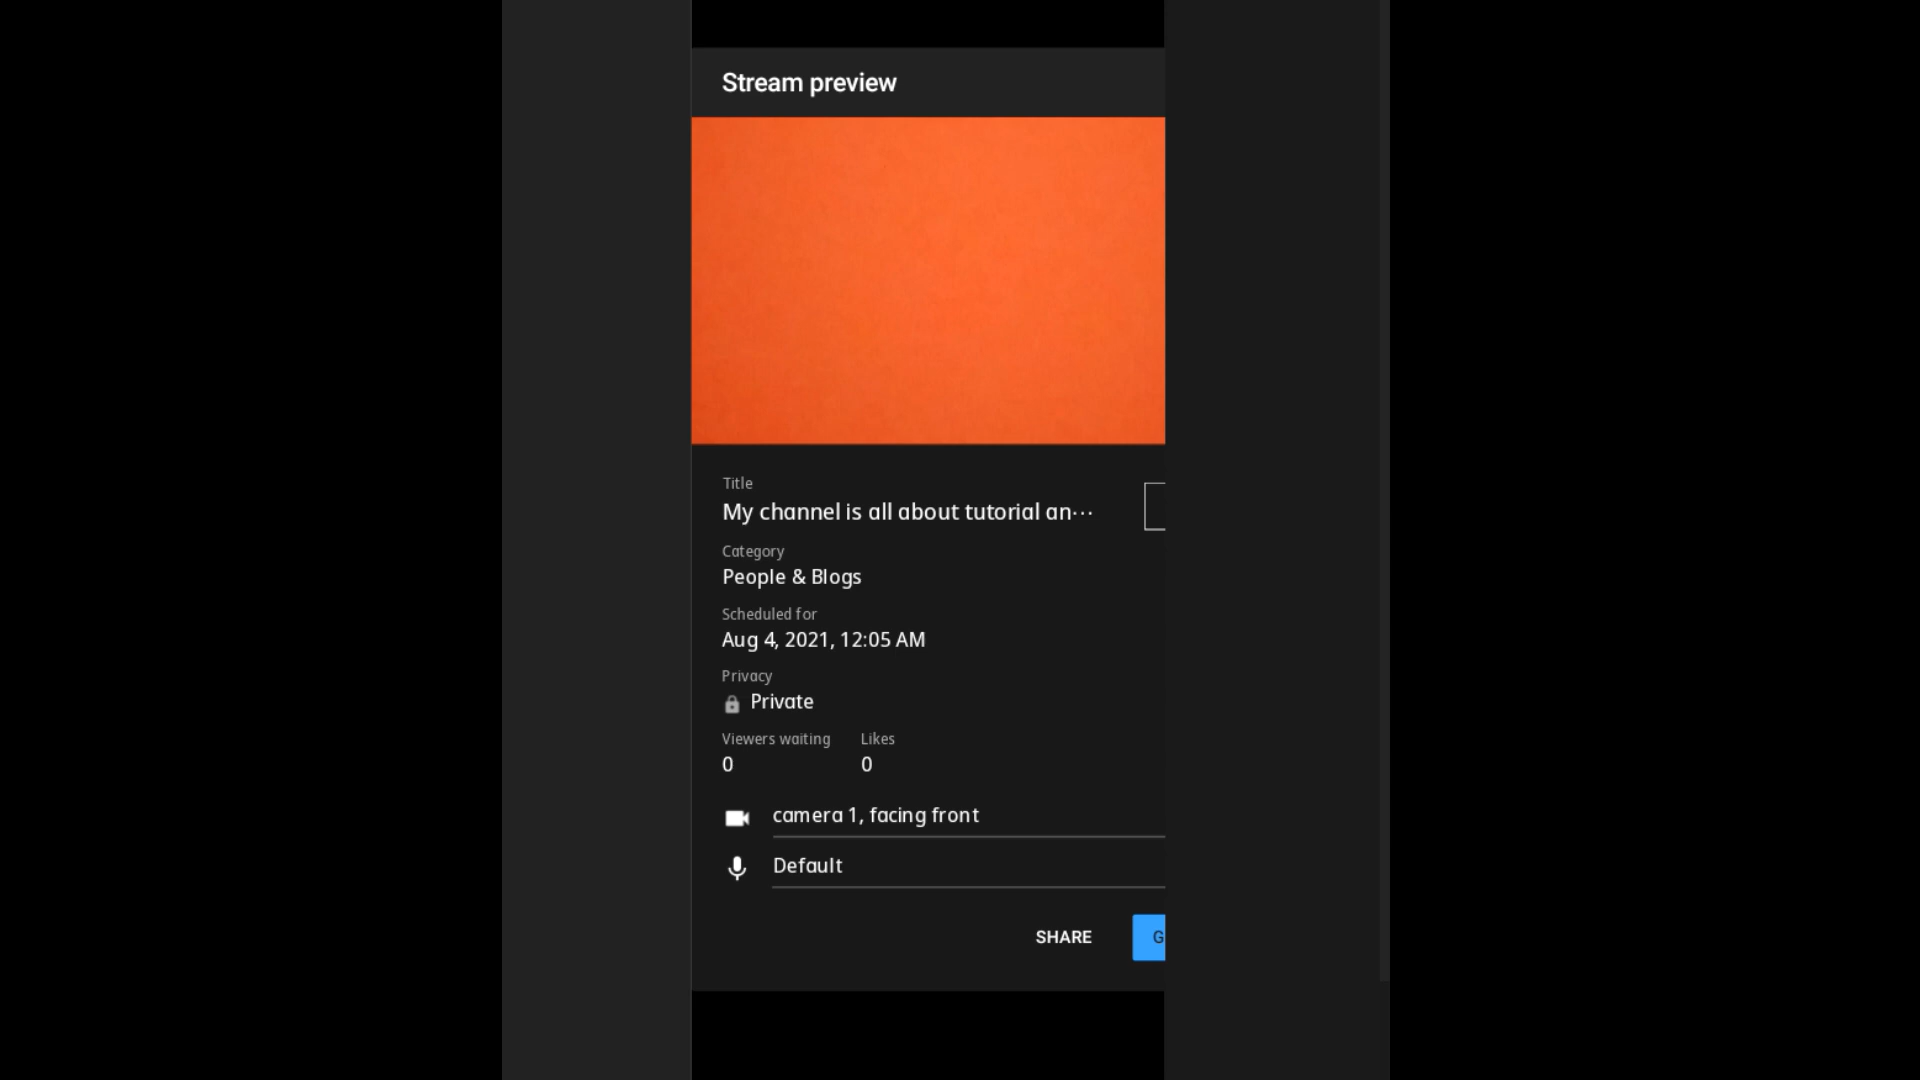 Stream preview
Title
My channel is all about tutorial an...
Category
People & Blogs
Scheduled for
Aug 4, 2021, 12:05 AM
Privacy
Private
Viewers waiting Likes
0 0
camera 1, facing front
Default
SHARE G